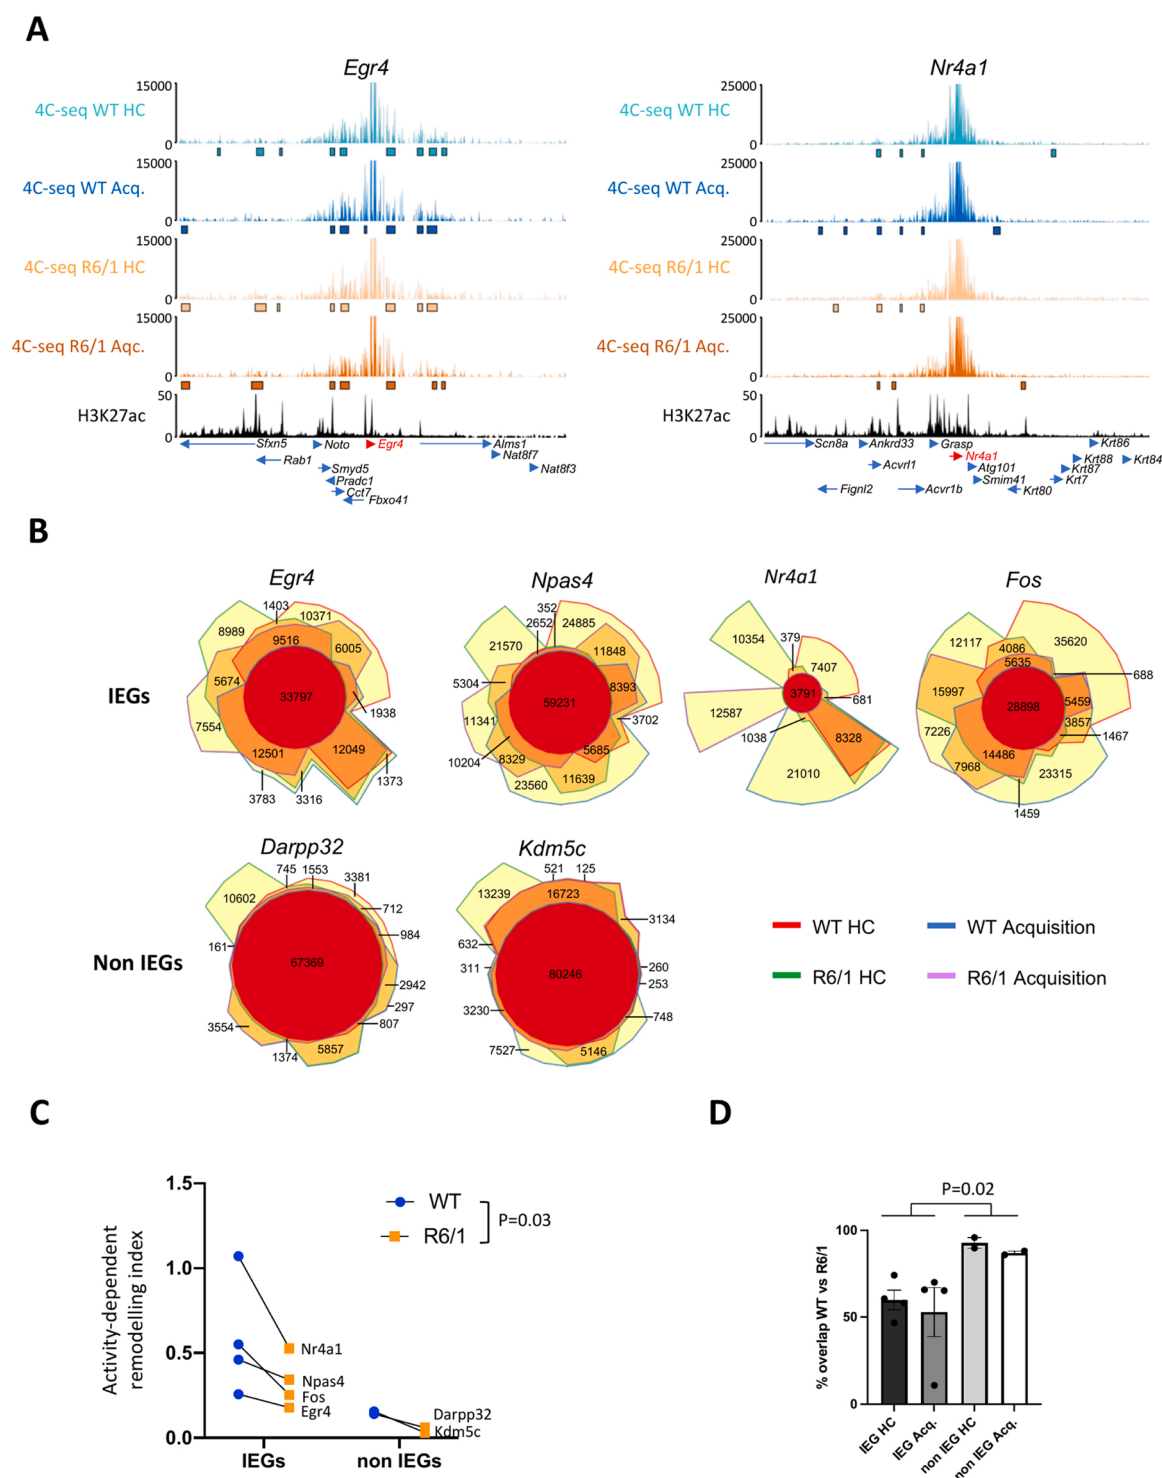 A
Egr4
Nr4a1
15000
4C-seq WT HC
0
15000
4C-seq WT Acq.
0
15000
4C-seq R6/1 HC
0
15000
4C-seq R6/1 Aqc.
0
50
H3K27ac
0
Sfxn5
Noto
Egr4
Alms1
Rab1
Nat8f7
Smyd5
Nat8f3
Pradc1
Cct7
Fbxo41
25000
4C-seq WT HC
0
25000
4C-seq WT Acq.
0
25000
4C-seq R6/1 HC
0
25000
4C-seq R6/1 Aqc.
0
50
H3K27ac
0
Scn8a
Ankrd33
Grasp
Krt86
Nr4a1
Krt88
Krt84
Acvrl1
Atg101
Krt87
Smim41
Krt7
Fignl2
Acvr1b
Krt80
B
IEGs
Egr4
1403
10371
8989
9516
6005
5674
33797
1938
7554
12501
12049
1373
3783
3316
Npas4
352
2652
24885
21570
11848
5304
8393
59231
11341
3702
10204
8329
5685
23560
11639
Nr4a1
10354
379
7407
3791
681
12587
1038
8328
21010
Fos
12117
4086
35620
5635
688
15997
5459
28898
3857
7226
1467
14486
7968
23315
1459
Non IEGs
Darpp32
745
1553
3381
10602
712
984
161
67369
2942
297
3554
807
1374
5857
Kdm5c
521
125
13239
16723
3134
632
311
80246
260
253
3230
748
7527
5146
WT HC
WT Acquisition
R6/1 HC
R6/1 Acquisition
C
Activity-dependent
remodelling index
1.5
1.0
0.5
0.0
WT
R6/1
P=0.03
Nr4a1
Npas4
Fos
Egr4
Darpp32
Kdm5c
IEGs
non IEGs
D
P=0.02
% overlap WT vs R6/1
100
50
0
IEG HC
IEG Acq.
non IEG HC
non IEG Acq.